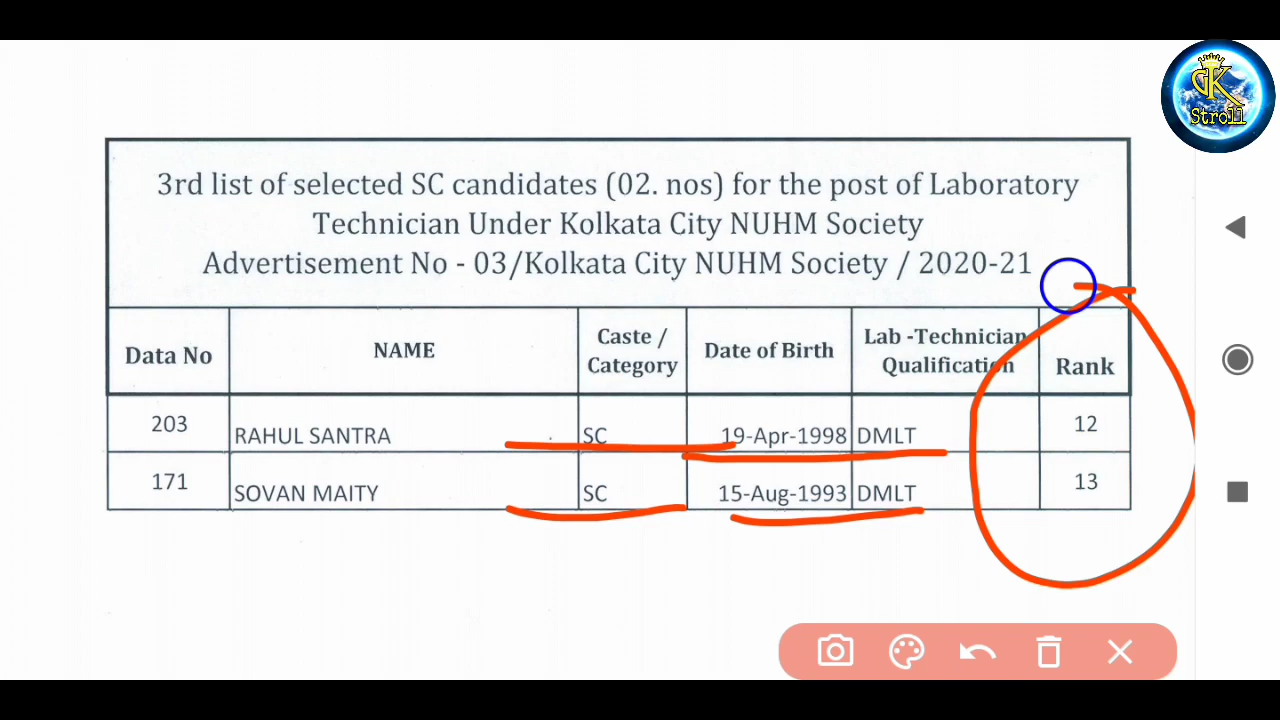 GK
Stroll
3rd list of selected SC candidates (02. nos) for the post of Laboratory
Technician Under Kolkata City NUHM Society
Advertisement No - 03/Kolkata City NUHM Society / 2020-21
Data No NAME Caste / Category Date of Birth Lab -Technician Qualification Rank
203 RAHUL SANTRA SC 19-Apr-1998 DMLT 12
171 SOVAN MAITY SC 15-Aug-1993 DMLT 13